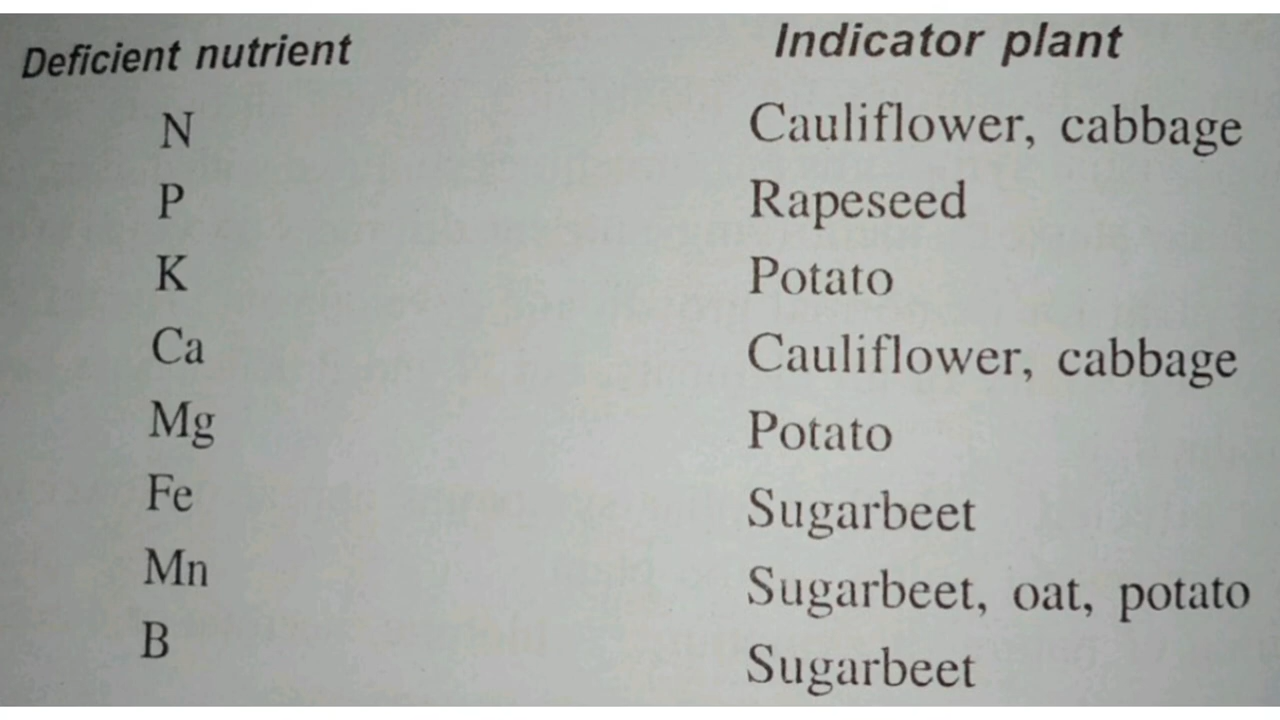 Deficient nutrient Indicator plant
N Cauliflower, cabbage
P Rapeseed
K Potato
Ca Cauliflower, cabbage
Mg Potato
Fe Sugarbeet
Mn Sugarbeet, oat, potato
B Sugarbeet